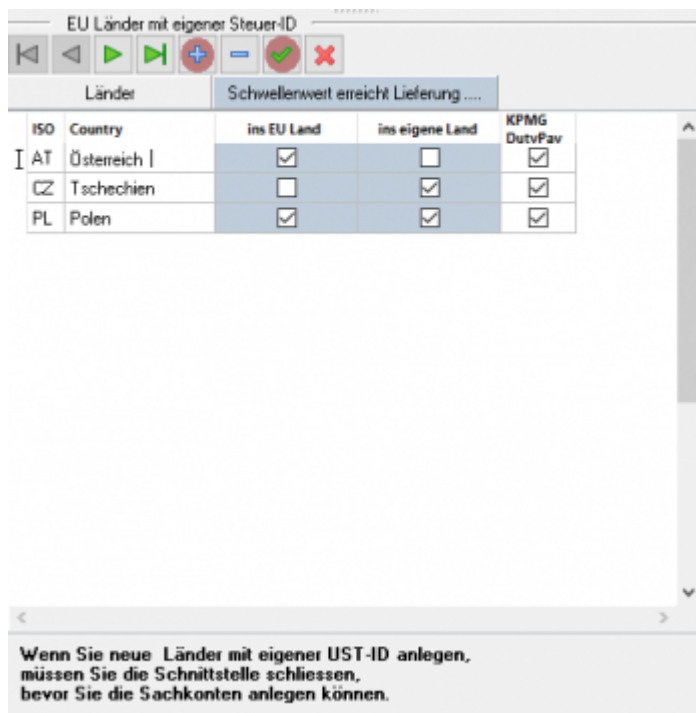 EU Länder mit eigener Steuer-ID
Länder Schwellenwert erreicht Lieferung ....
ISO Country ins EU Land ins eigene Land KPMG DutyPay
AT Österreich
CZ Tschechien
PL Polen
Wenn Sie neue Länder mit eigener UST-ID anlegen,
müssen Sie die Schnittstelle schliessen,
bevor Sie die Sachkonten anlegen können.